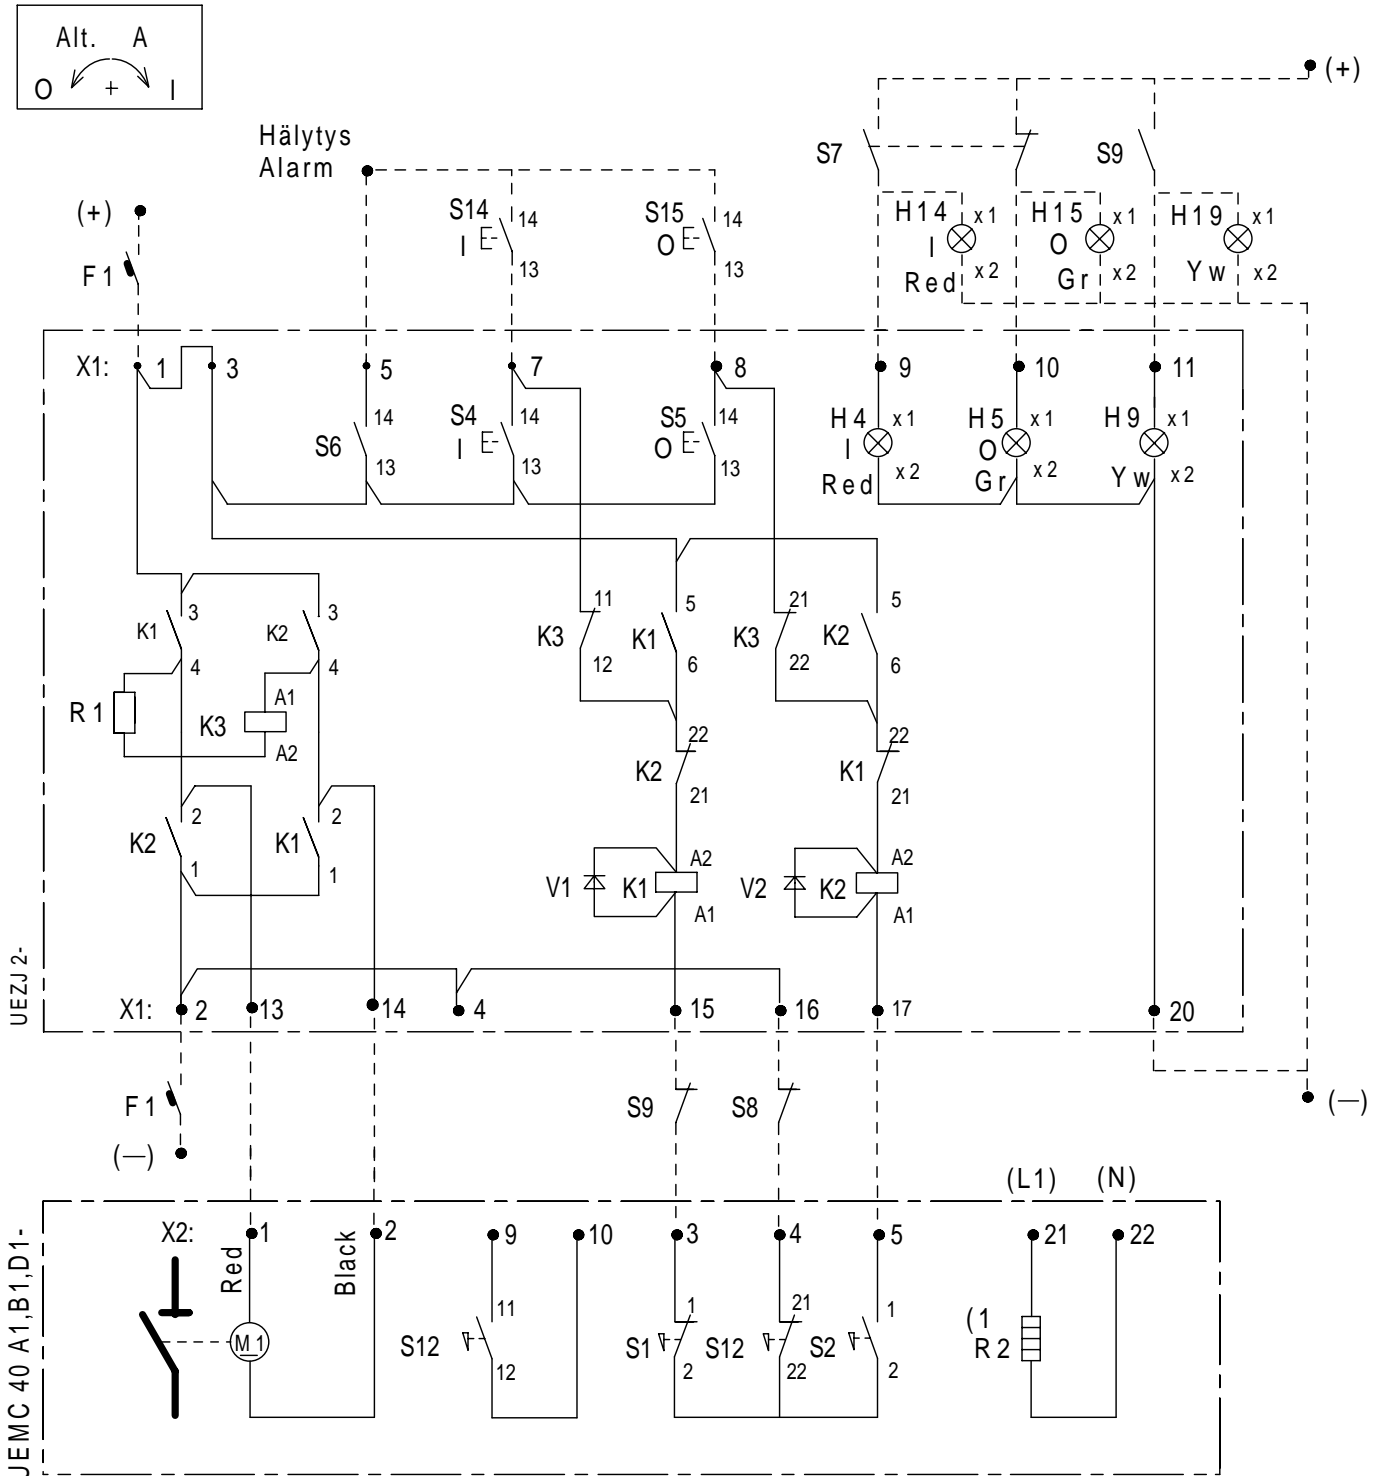 Alt. A
O + I
(+)
Hälytys
Alarm
S7
S9
(+)
F1
S14 14
I
13
S15 14
O
13
H14 x1
I
Red x2
H15 x1
O
Gr x2
H19 x1
Yw x2
X1: 1 3 5 7 8 9 10 11
S6 14
13
S4 14
I
13
S5 14
O
13
H4 x1
I
Red x2
H5 x1
O
Gr x2
H9 x1
Yw x2
K1 3
4
K2 3
4
K3 11
12
K1 5
6
K3 21
22
K2 5
6
R1
K3 A1
A2
K2 22
21
K1 22
21
K2 2
1
K1 2
1
V1 K1 A2
A1
V2 K2 A2
A1
UEZJ 2-
X1: 2 13 14 4 15 16 17 20
F1
(—)
S9
S8
(—)
(L1) (N)
UEMC 40 A1,B1,D1-
X2: 1 2 9 10 3 4 5 21 22
Red
Black
M1
S12 11
12
S1 1
2
S12 21
22
S2 1
2
(1
R2